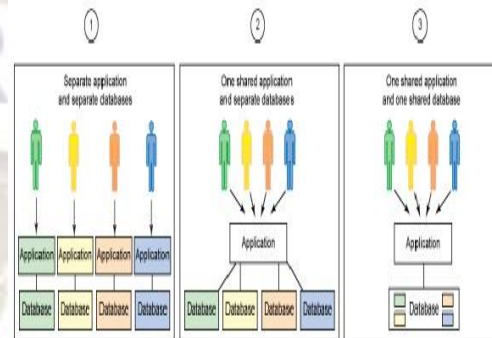 1
2
3
Separate application
and separate databases
One shared application
and separate databases
One shared application
and one shared database
Application
Application
Application
Application
Application
Application
Database
Database
Database
Database
Database
Database
Database
Database
Database